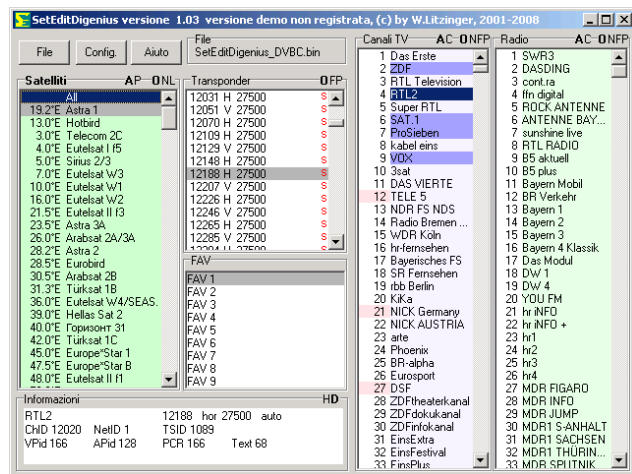 SetEditDigenius versione 1.03 versione demo non registrata, (c) by W.Litzinger, 2001-2008
File
Config.
Aiuto
File
SetEditDigenius_DVBC.bin
Satelliti AP ONL
All
19.2°E Astra 1
13.0°E Hotbird
3.0°E Telecom 2C
4.0°E Eutelsat I f5
5.0°E Sirius 2/3
7.0°E Eutelsat W3
10.0°E Eutelsat W1
16.0°E Eutelsat W2
21.5°E Eutelsat II f3
23.5°E Astra 3A
26.0°E Arabsat 2A/3A
28.2°E Astra 2
28.5°E Eurobird
30.5°E Arabsat 2B
31.3°E Türksat 1B
36.0°E Eutelsat W4/SEAS.
39.0°E Hellas Sat 2
40.0°E Горизонт 31
42.0°E Türksat 1C
45.0°E Europe*Star 1
47.5°E Europe*Star B
48.0°E Eutelsat II f1
Transponder OFP
12031 H 27500 S
12051 V 27500 S
12070 H 27500 S
12109 H 27500 S
12129 V 27500 S
12148 H 27500 S
12188 H 27500 S
12207 V 27500 S
12226 H 27500 S
12246 V 27500 S
12265 H 27500 S
12285 V 27500 S
12304 H 27500 S
FAV
FAV 1
FAV 2
FAV 3
FAV 4
FAV 5
FAV 6
FAV 7
FAV 8
FAV 9
Canali TV AC ONFP
1 Das Erste
2 ZDF
3 RTL Television
4 RTL2
5 Super RTL
6 SAT.1
7 ProSieben
8 kabel eins
9 VOX
10 3sat
11 DAS VIERTE
12 TELE 5
13 NDR FS NDS
14 Radio Bremen ...
15 WDR Köln
16 hr-fernsehen
17 Bayerisches FS
18 SR Fernsehen
19 rbb Berlin
20 KiKa
21 NICK Germany
22 NICK AUSTRIA
23 arte
24 Phoenix
25 BR-alpha
26 Eurosport
27 DSF
28 ZDFtheaterkanal
29 ZDFdokukanal
30 ZDFinfokanal
31 EinsExtra
32 EinsFestival
33 EinsPlus
Radio AC ONFP
1 SWR3
2 DASDING
3 cont.ra
4 ffn digital
5 ROCK ANTENNE
6 ANTENNE BAY...
7 sunshine live
8 RTL RADIO
9 B5 aktuell
10 B5 plus
11 Bayern Mobil
12 BR Verkehr
13 Bayern 1
14 Bayern 2
15 Bayern 3
16 Bayern 4 Klassik
17 Das Modul
18 DW 1
19 DW 4
20 YOU FM
21 hr iNFO
22 hr iNFO +
23 hr1
24 hr2
25 hr3
26 hr4
27 MDR FIGARO
28 MDR INFO
29 MDR JUMP
30 MDR1 S-ANHALT
31 MDR1 SACHSEN
32 MDR1 THÜRIN...
33 MDR SPUTNIK
Informazioni HD
RTL2 12188 hor 27500 auto
ChID 12020 NetID 1 TSID 1089
VPid 166 APid 128 PCR 166 Text 68